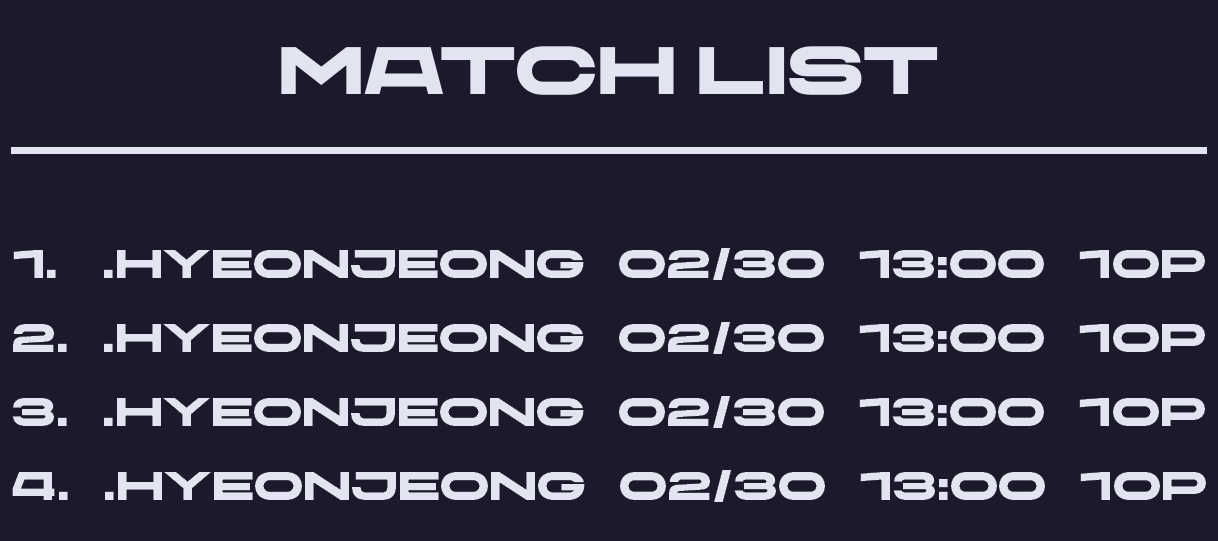 MATCH LIST
1. .HYEONJEONG 02/30 13:00 10P
2. .HYEONJEONG 02/30 13:00 10P
3. .HYEONJEONG 02/30 13:00 10P
4. .HYEONJEONG 02/30 13:00 10P